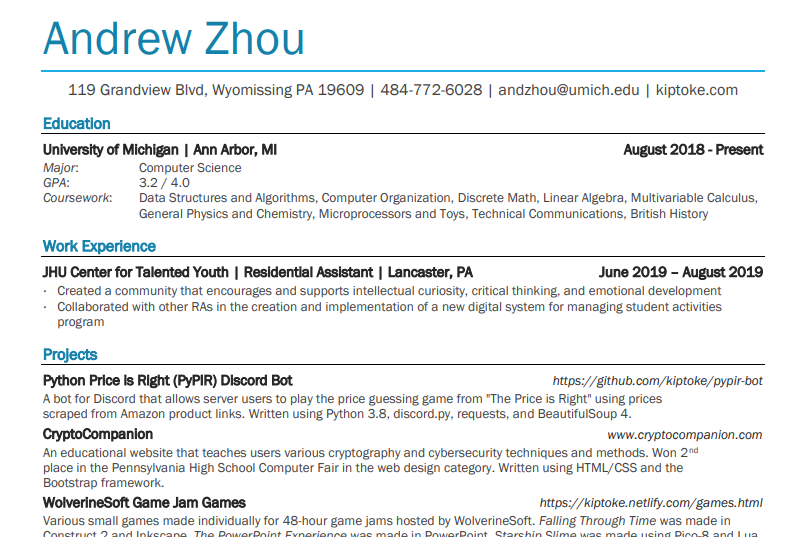 Andrew Zhou
119 Grandview Blvd, Wyomissing PA 19609 | 484-772-6028 | andzhou@umich.edu | kiptoke.com
Education
University of Michigan | Ann Arbor, MI August 2018 - Present
Major: Computer Science
GPA: 3.2 / 4.0
Coursework: Data Structures and Algorithms, Computer Organization, Discrete Math, Linear Algebra, Multivariable Calculus,
General Physics and Chemistry, Microprocessors and Toys, Technical Communications, British History
Work Experience
JHU Center for Talented Youth | Residential Assistant | Lancaster, PA June 2019 – August 2019
· Created a community that encourages and supports intellectual curiosity, critical thinking, and emotional development
· Collaborated with other RAs in the creation and implementation of a new digital system for managing student activities
program
Projects
Python Price is Right (PyPIR) Discord Bot https://github.com/kiptoke/pypir-bot
A bot for Discord that allows server users to play the price guessing game from "The Price is Right" using prices
scraped from Amazon product links. Written using Python 3.8, discord.py, requests, and BeautifulSoup 4.
CryptoCompanion www.cryptocompanion.com
An educational website that teaches users various cryptography and cybersecurity techniques and methods. Won 2nd
place in the Pennsylvania High School Computer Fair in the web design category. Written using HTML/CSS and the
Bootstrap framework.
WolverineSoft Game Jam Games https://kiptoke.netlify.com/games.html
Various small games made individually for 48-hour game jams hosted by WolverineSoft. Falling Through Time was made in
Construct 2 and Inkscape. The PowerPoint Experience was made in PowerPoint. Starship Slime was made using Pico-8 and Lua.